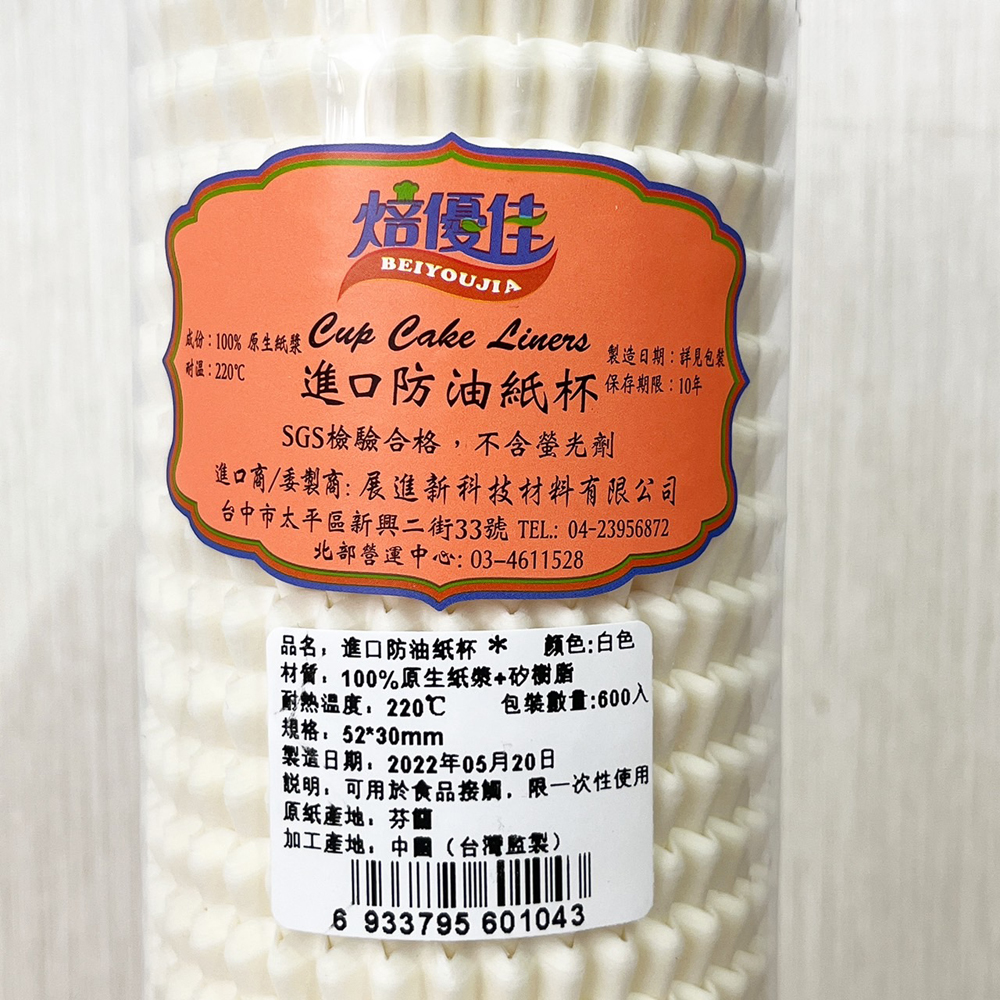 焙優佳
BEIYOUJIA
Cup Cake Liners
成份：100% 原生紙漿
耐溫：220℃
進口防油紙杯
製造日期：詳見包裝
保存期限：10年
SGS檢驗合格，不含螢光劑
進口商/委製商：展進新科技材料有限公司
台中市太平區新興二街33號 TEL.: 04-23956872
北部營運中心: 03-4611528
品名：進口防油紙杯 * 顏色:白色
材質：100%原生紙漿+矽樹脂
耐熱溫度：220℃ 包裝數量:600入
規格：52*30mm
製造日期：2022年05月20日
説明：可用於食品接觸，限一次性使用
原紙產地：芬蘭
加工產地：中國（台灣監製）
6 933795 601043